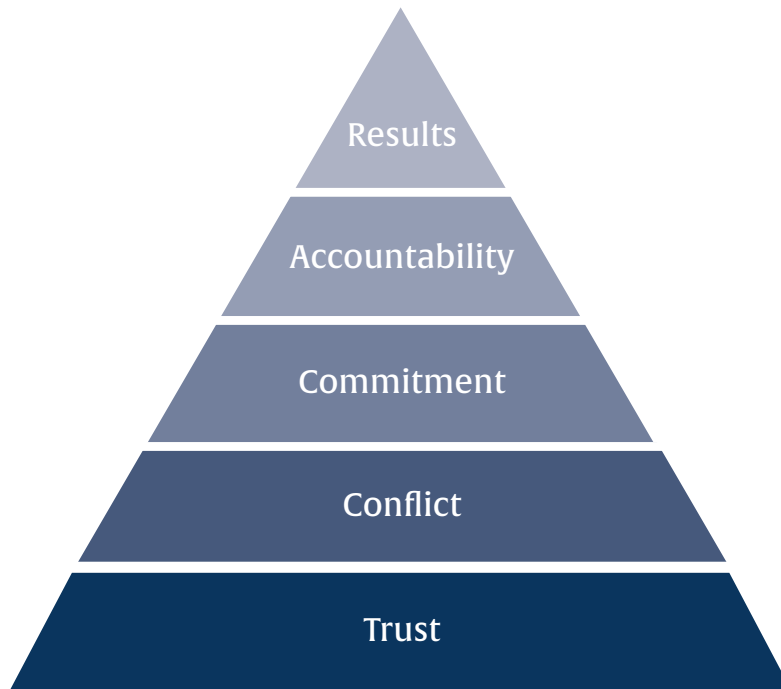 Results
Accountability
Commitment
Conflict
Trust